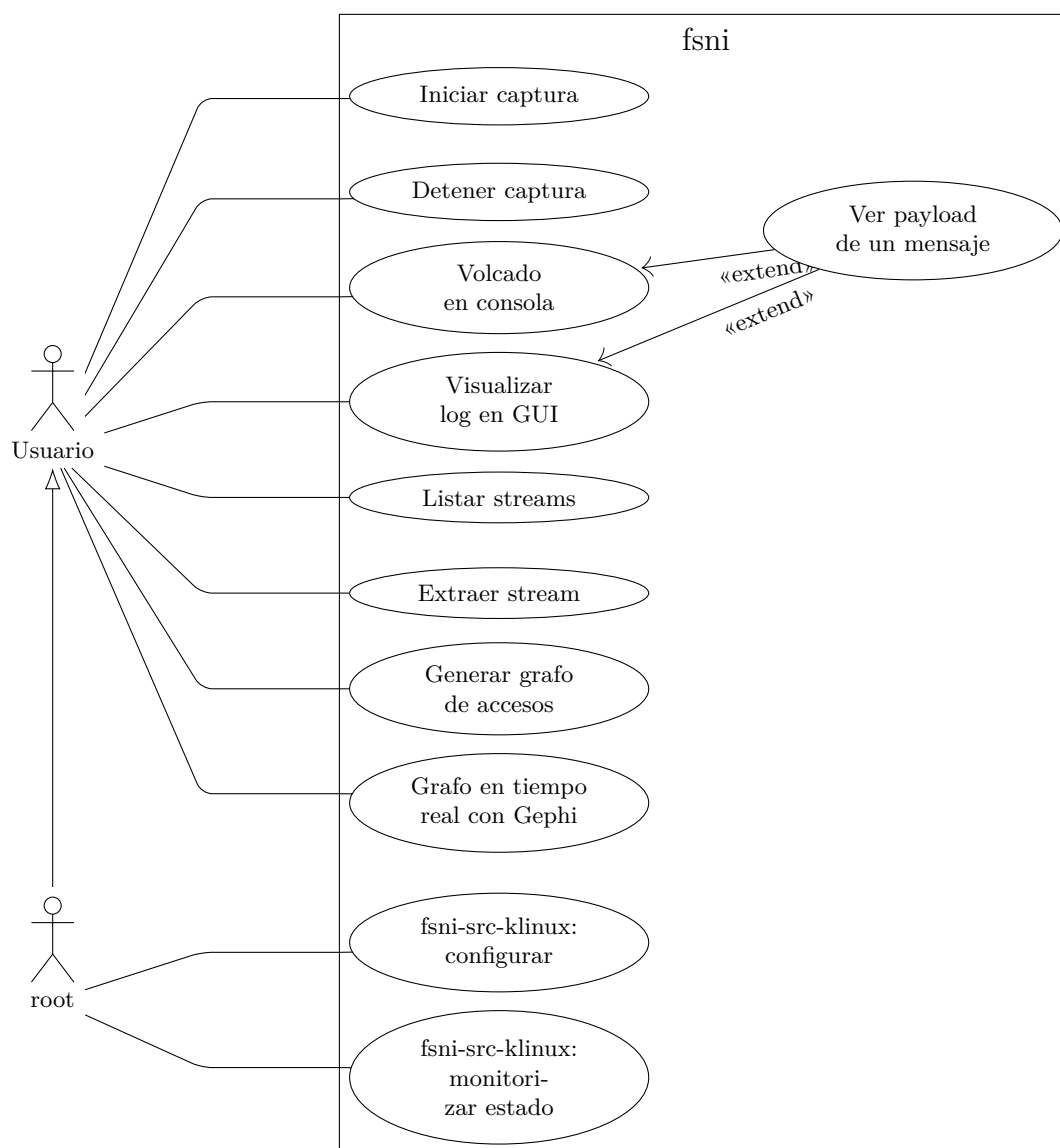 fsni
Iniciar captura
Detener captura
Ver payload
de un mensaje
Volcado
en consola
«extend»
«extend»
Visualizar
log en GUI
Usuario
Listar streams
Extraer stream
Generar grafo
de accesos
Grafo en tiempo
real con Gephi
fsni-src-klinux:
configurar
root
fsni-src-klinux:
monitori-
zar estado